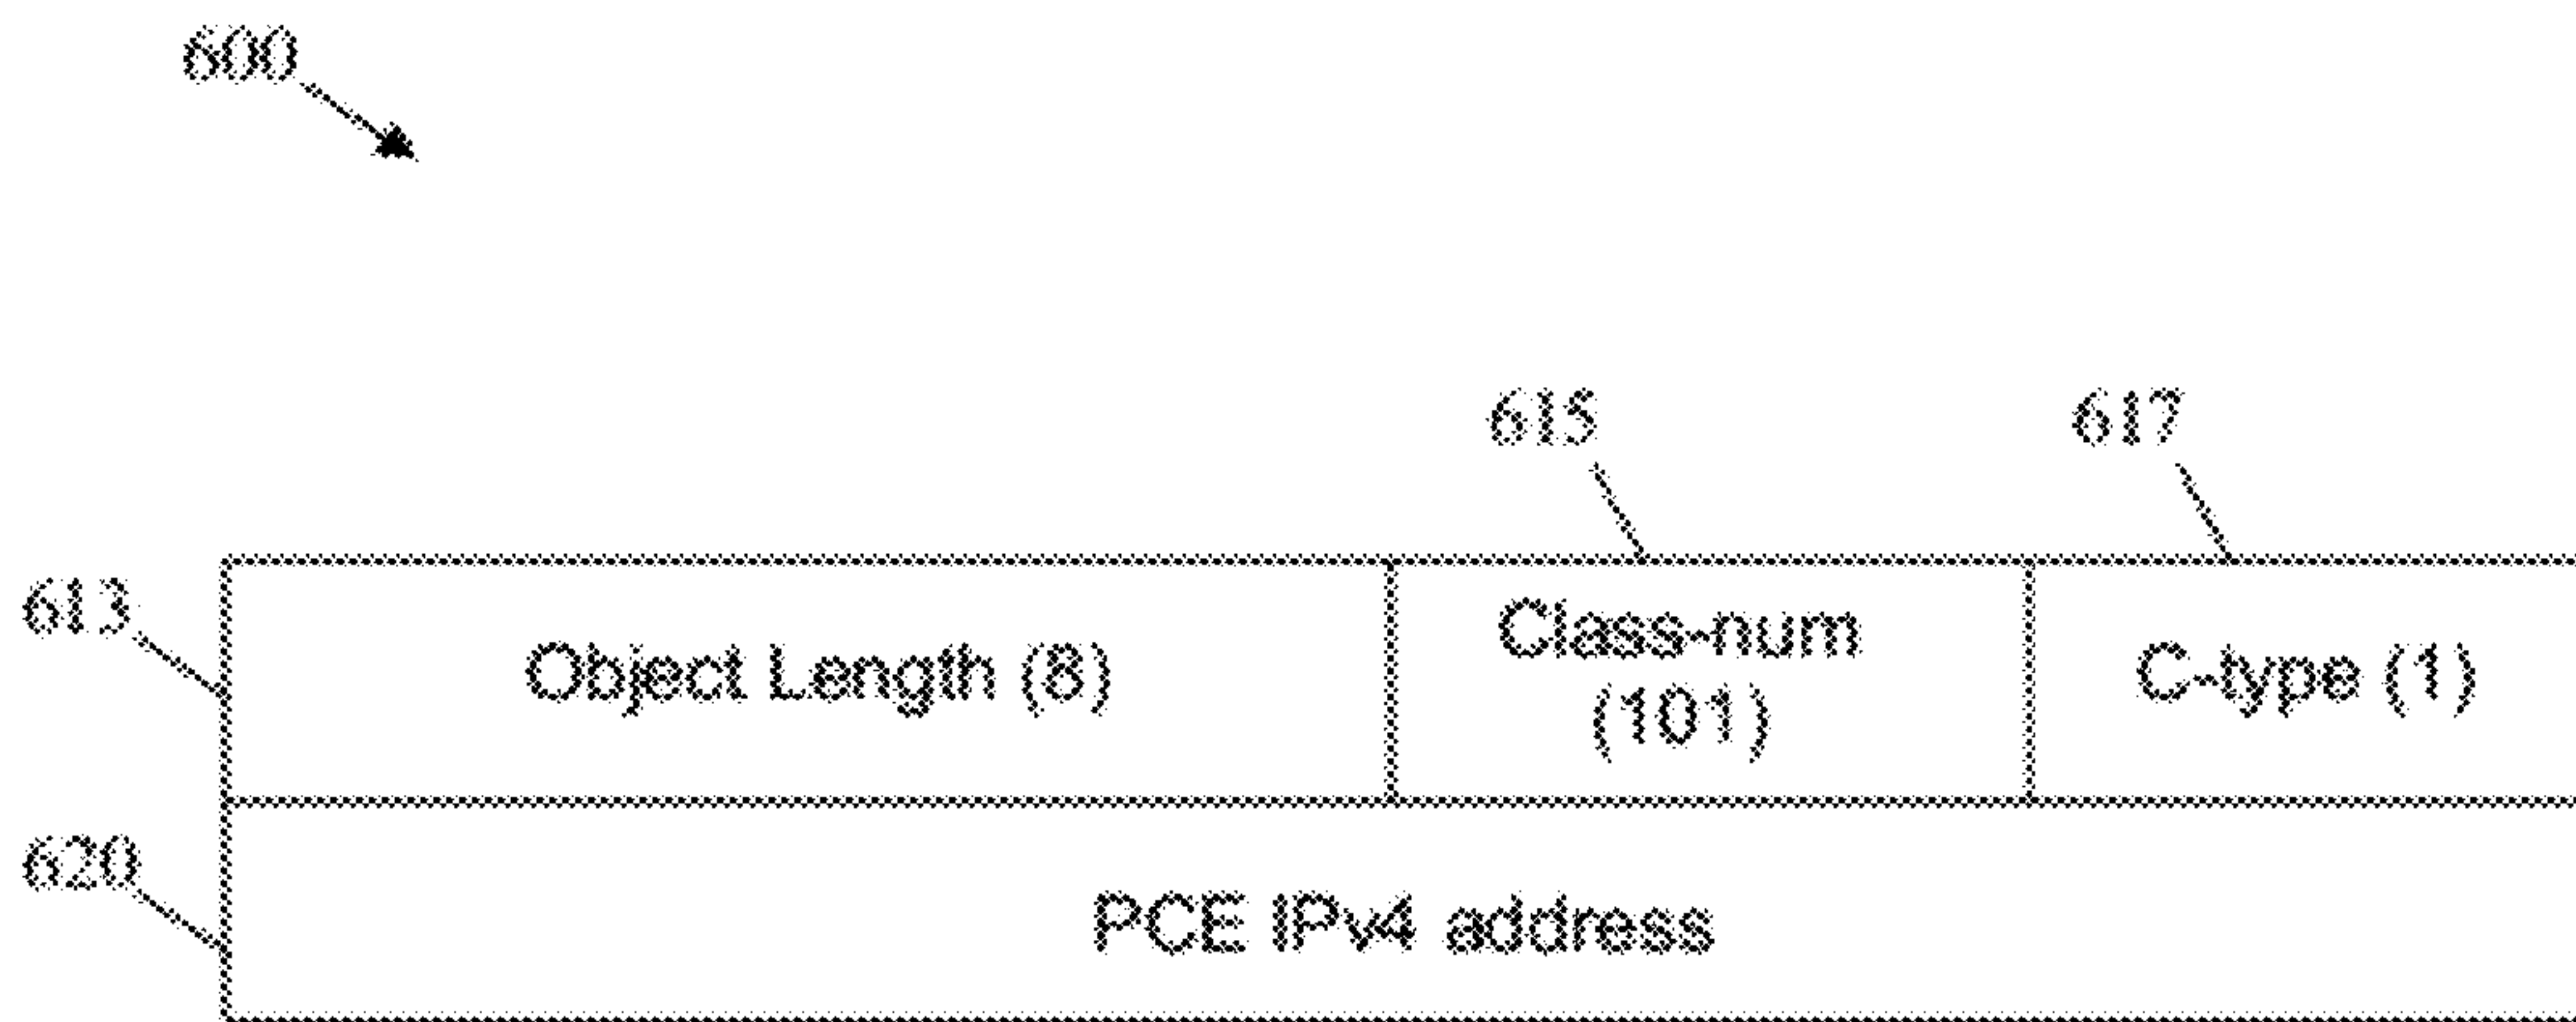 600
615
617
613
Object Length (8)
Class-num
(101)
C-type (1)
620
PCE IPv4 address